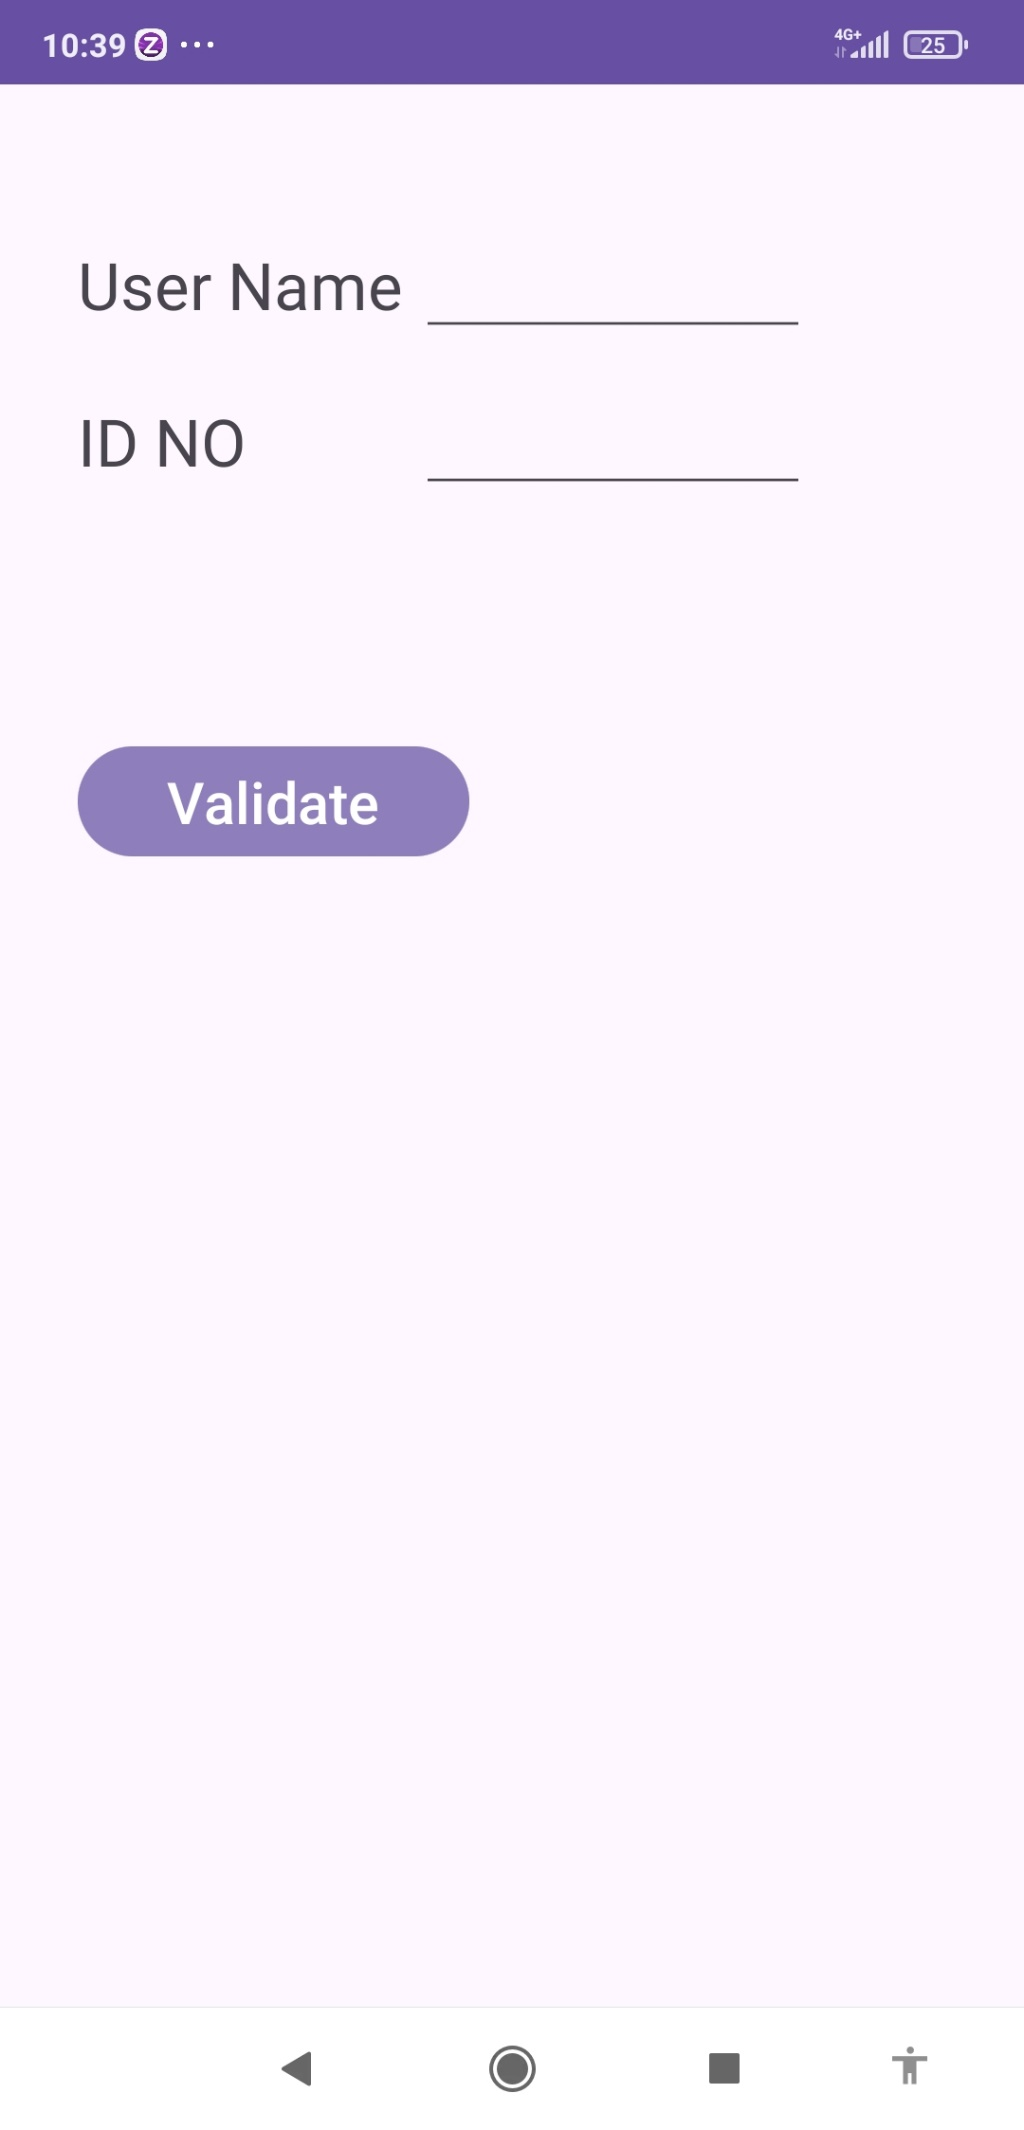 10:39 Z ... 4G+ 25
User Name
ID NO
Validate